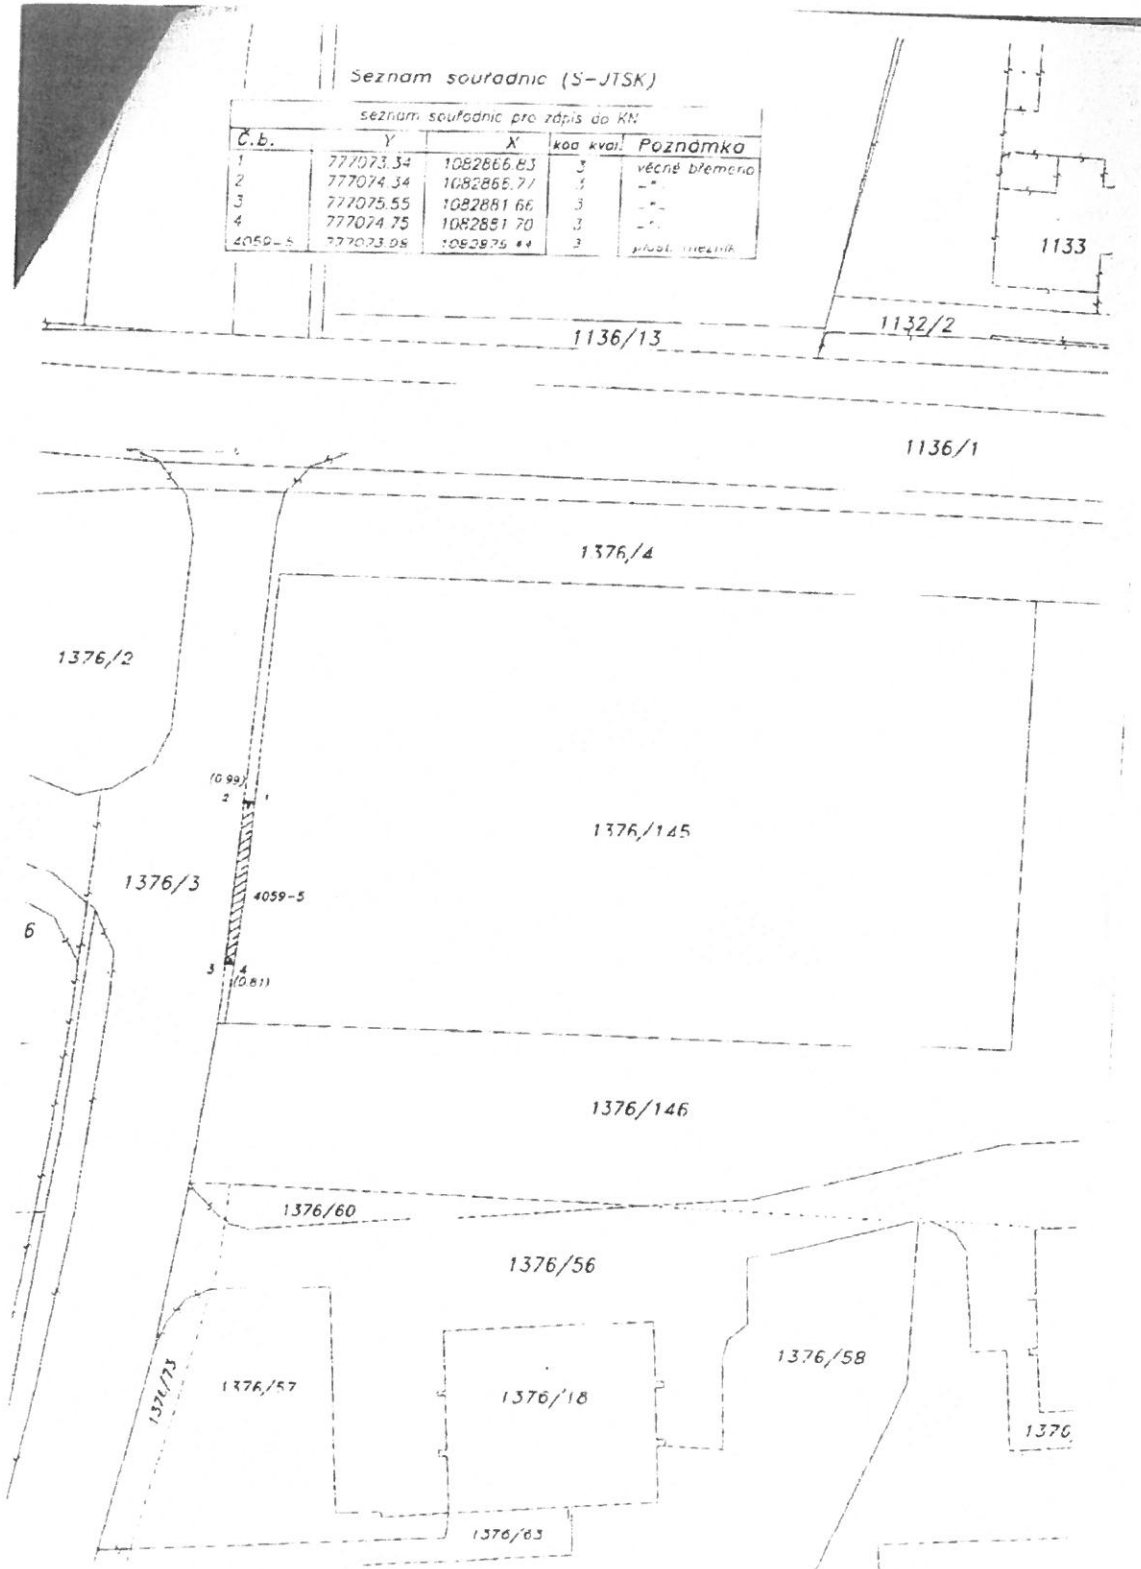 Seznam souřadnic (S-JTSK)
seznam souřadnic pro zápis do KN
Č.b. Y X kód kval. Poznámka
1 777073.34 1082866.83 3 věcné břemeno
2 777074.34 1082866.77 3 -"-
3 777075.55 1082881.66 3 -"-
4 777074.75 1082881.70 3 -"-
4059-5 3 plast. mezník
1133
1136/13
1132/2
1136/1
1376/4
1376/2
(0.99)
2 1
1376/145
1376/3
4059-5
6
3 4
(0.81)
1376/146
1376/60
1376/56
1376/58
1376/73
1376/57
1376/18
1376
1376/63